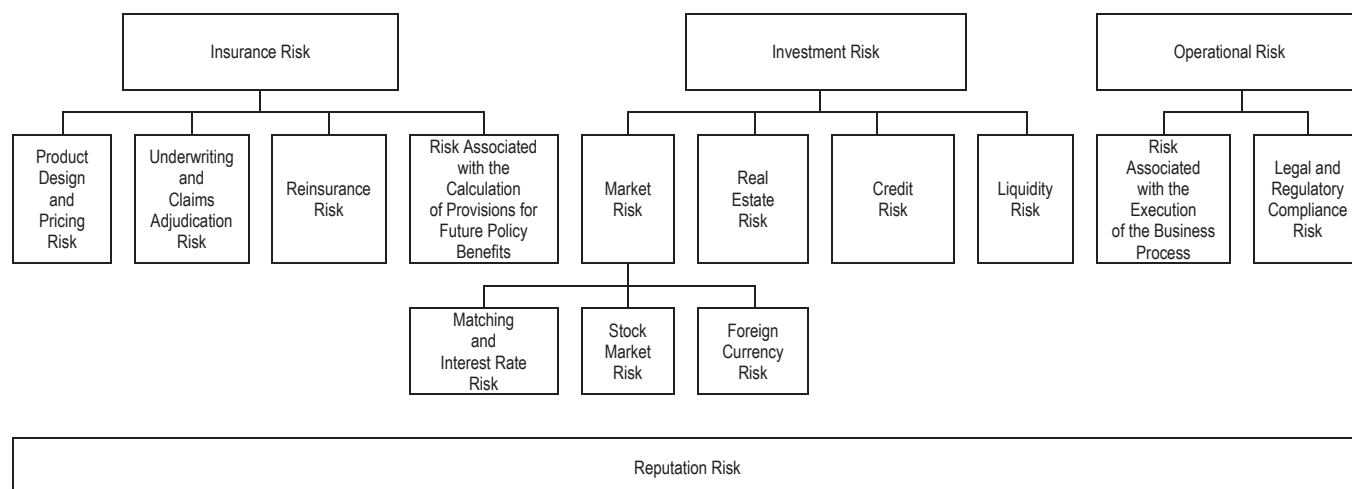 Insurance Risk
Investment Risk
Operational Risk
Product
Design
and
Pricing
Risk
Underwriting
and
Claims
Adjudication
Risk
Reinsurance
Risk
Risk Associated
with the
Calculation
of Provisions for
Future Policy
Benefits
Market
Risk
Real
Estate
Risk
Credit
Risk
Liquidity
Risk
Risk
Associated
with the
Execution
of the Business
Process
Legal and
Regulatory
Compliance
Risk
Matching
and
Interest Rate
Risk
Stock
Market
Risk
Foreign
Currency
Risk
Reputation Risk